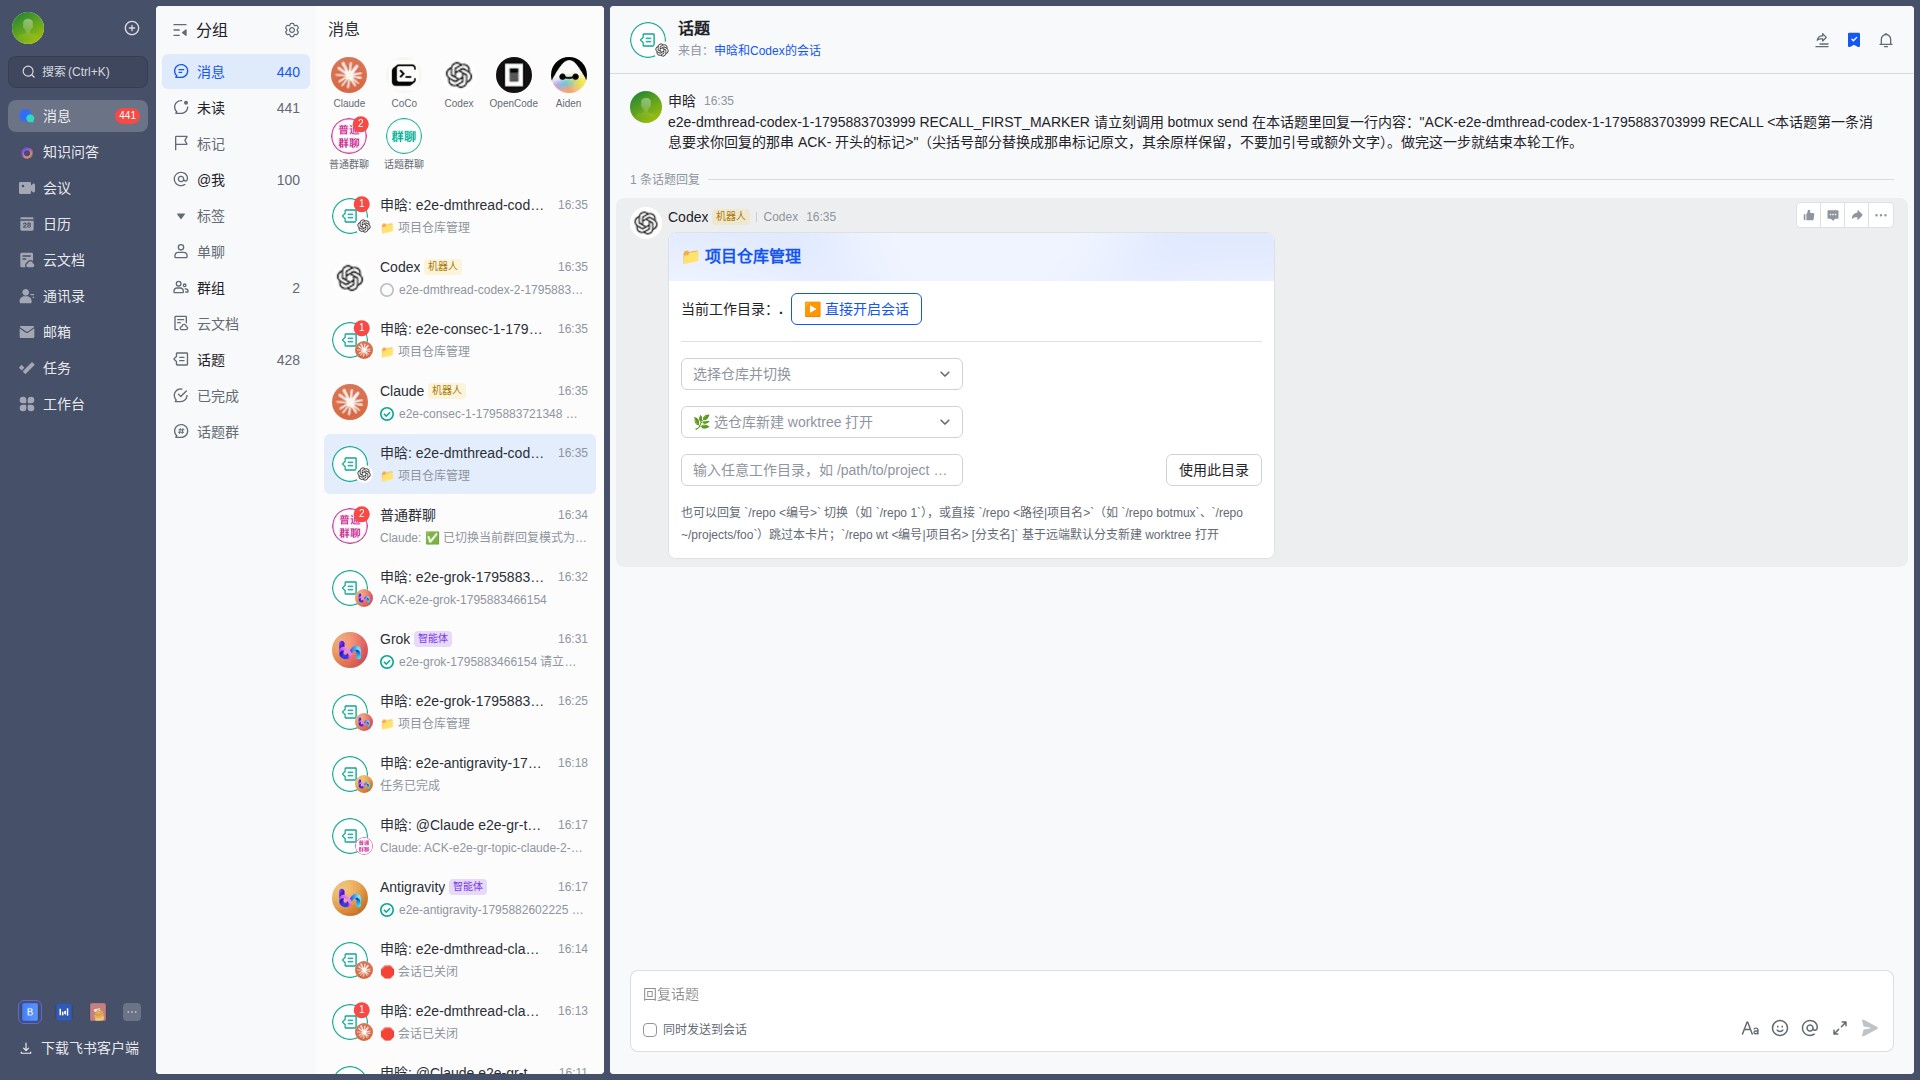 搜索 (Ctrl+K)
消息 441
知识问答
会议
日历
云文档
通讯录
邮箱
任务
工作台
下载飞书客户端
分组
消息 440
未读 441
标记
@我 100
标签
单聊
群组 2
云文档
话题 428
已完成
话题群
消息
Claude CoCo Codex OpenCode Aiden
普通群聊 2 群聊
普通群聊 话题群聊
1 申晗: e2e-dmthread-cod... 16:35
📁 项目仓库管理
Codex 机器人 16:35
e2e-dmthread-codex-2-1795883...
1 申晗: e2e-consec-1-179... 16:35
📁 项目仓库管理
Claude 机器人 16:35
e2e-consec-1-1795883721348 ...
申晗: e2e-dmthread-cod... 16:35
📁 项目仓库管理
普通群聊 2 普通群聊 16:34
Claude: ✅ 已切换当前群回复模式为...
申晗: e2e-grok-1795883... 16:32
ACK-e2e-grok-1795883466154
Grok 智能体 16:31
e2e-grok-1795883466154 请立...
申晗: e2e-grok-1795883... 16:25
📁 项目仓库管理
申晗: e2e-antigravity-17... 16:18
任务已完成
申晗: @Claude e2e-gr-t... 16:17
Claude: ACK-e2e-gr-topic-claude-2-...
Antigravity 智能体 16:17
e2e-antigravity-1795882602225 ...
申晗: e2e-dmthread-cla... 16:14
🛑 会话已关闭
1 申晗: e2e-dmthread-cla... 16:13
🛑 会话已关闭
申晗: @Claude e2e-gr-t... 16:11
话题
来自：申晗和Codex的会话
申晗 16:35
e2e-dmthread-codex-1-1795883703999 RECALL_FIRST_MARKER 请立刻调用 botmux send 在本话题里回复一行内容："ACK-e2e-dmthread-codex-1-1795883703999 RECALL <本话题第一条消
息要求你回复的那串 ACK- 开头的标记>"（尖括号部分替换成那串标记原文，其余原样保留，不要加引号或额外文字）。做完这一步就结束本轮工作。
1 条话题回复
Codex 机器人 | Codex 16:35
📁 项目仓库管理
当前工作目录：. ▶️ 直接开启会话
选择仓库并切换
🌿 选仓库新建 worktree 打开
输入任意工作目录，如 /path/to/project ... 使用此目录
也可以回复 `/repo <编号>` 切换（如 `/repo 1`），或直接 `/repo <路径|项目名>`（如 `/repo botmux`、`/repo
~/projects/foo`）跳过本卡片；`/repo wt <编号|项目名> [分支名]` 基于远端默认分支新建 worktree 打开
回复话题
同时发送到会话